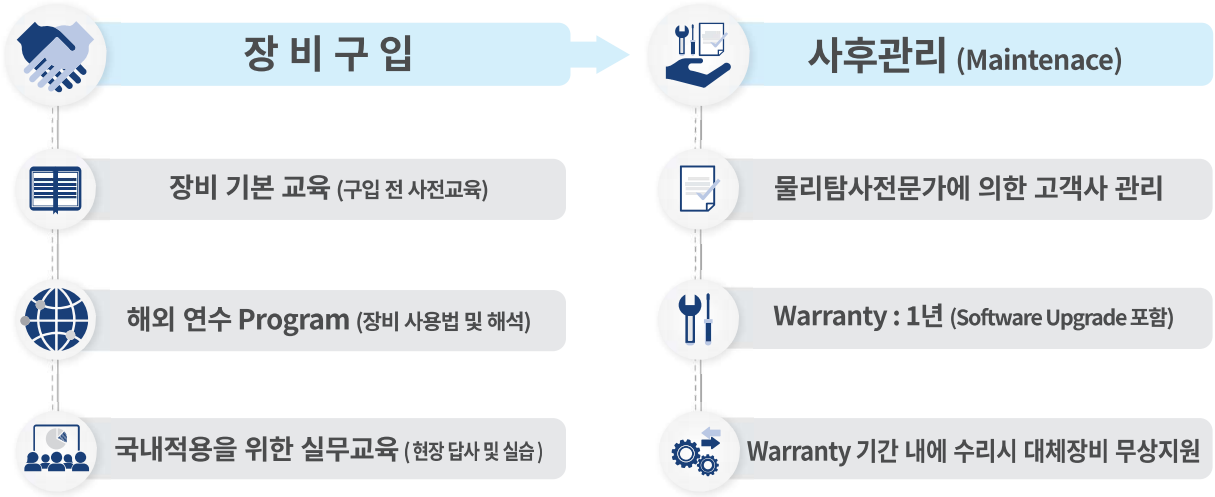 장 비 구 입
장비 기본 교육 (구입 전 사전교육)
해외 연수 Program (장비 사용법 및 해석)
국내적용을 위한 실무교육 ( 현장 답사 및 실습 )
사후관리 (Maintenace)
물리탐사전문가에 의한 고객사 관리
Warranty : 1년 (Software Upgrade 포함)
Warranty 기간 내에 수리시 대체장비 무상지원